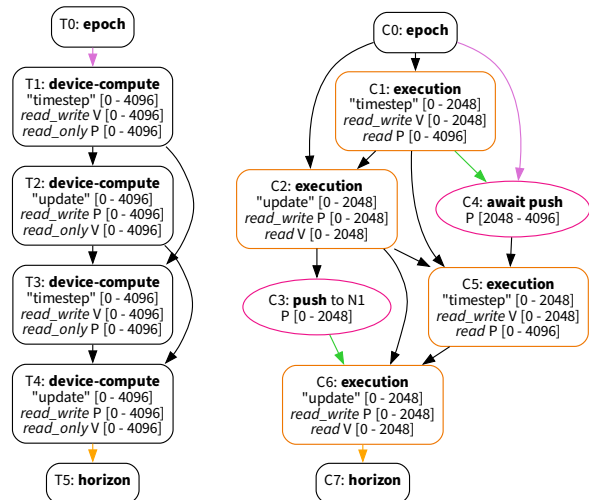 T0: epoch
T1: device-compute
"timestep" [0 - 4096]
read_write V [0 - 4096]
read_only P [0 - 4096]
T2: device-compute
"update" [0 - 4096]
read_write P [0 - 4096]
read_only V [0 - 4096]
T3: device-compute
"timestep" [0 - 4096]
read_write V [0 - 4096]
read_only P [0 - 4096]
T4: device-compute
"update" [0 - 4096]
read_write P [0 - 4096]
read_only V [0 - 4096]
T5: horizon
C0: epoch
C1: execution
"timestep" [0 - 2048]
read_write V [0 - 2048]
read P [0 - 4096]
C2: execution
"update" [0 - 2048]
read_write P [0 - 2048]
read V [0 - 2048]
C4: await push
P [2048 - 4096]
C3: push to N1
P [0 - 2048]
C5: execution
"timestep" [0 - 2048]
read_write V [0 - 2048]
read P [0 - 4096]
C6: execution
"update" [0 - 2048]
read_write P [0 - 2048]
read V [0 - 2048]
C7: horizon